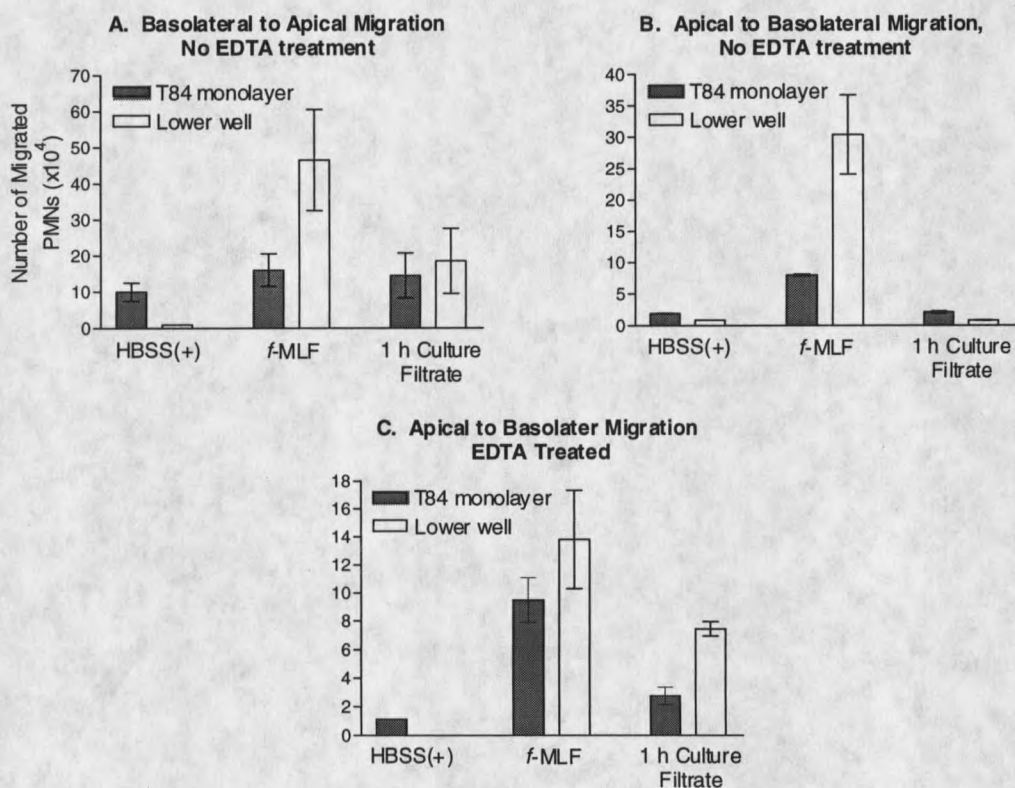 A. Basolateral to Apical Migration
No EDTA treatment
Number of Migrated
PMNs (x10⁴)
70
60
50
40
30
20
10
0
T84 monolayer
Lower well
HBSS(+)
f-MLF
1 h Culture
Filtrate
B. Apical to Basolateral Migration,
No EDTA treatment
40
35
30
25
20
15
10
5
0
T84 monolayer
Lower well
HBSS(+)
f-MLF
1 h Culture
Filtrate
C. Apical to Basolater Migration
EDTA Treated
18
16
14
12
10
8
6
4
2
0
T84 monolayer
Lower well
HBSS(+)
f-MLF
1 h Culture
Filtrate